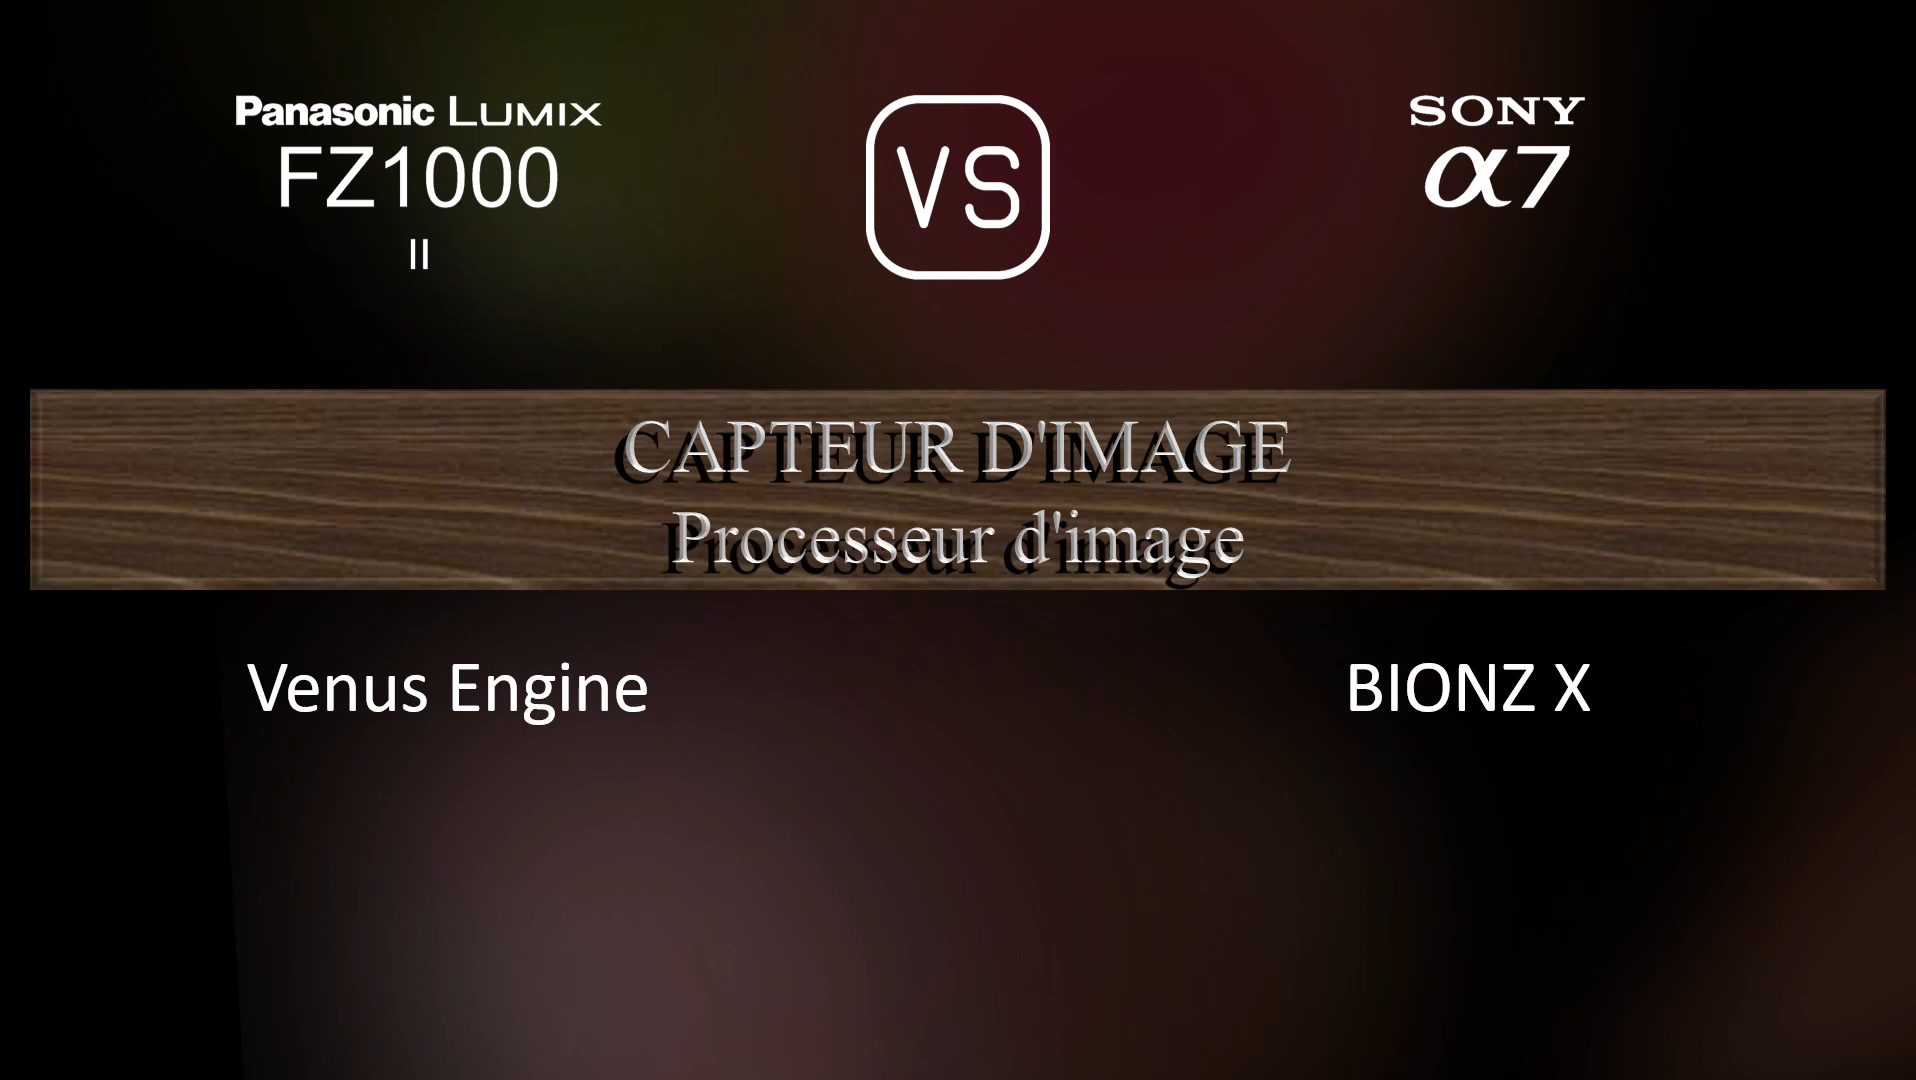 Panasonic LUMIX
FZ1000
II
VS
SONY
α7
CAPTEUR D'IMAGE
Processeur d'image
Venus Engine
BIONZ X